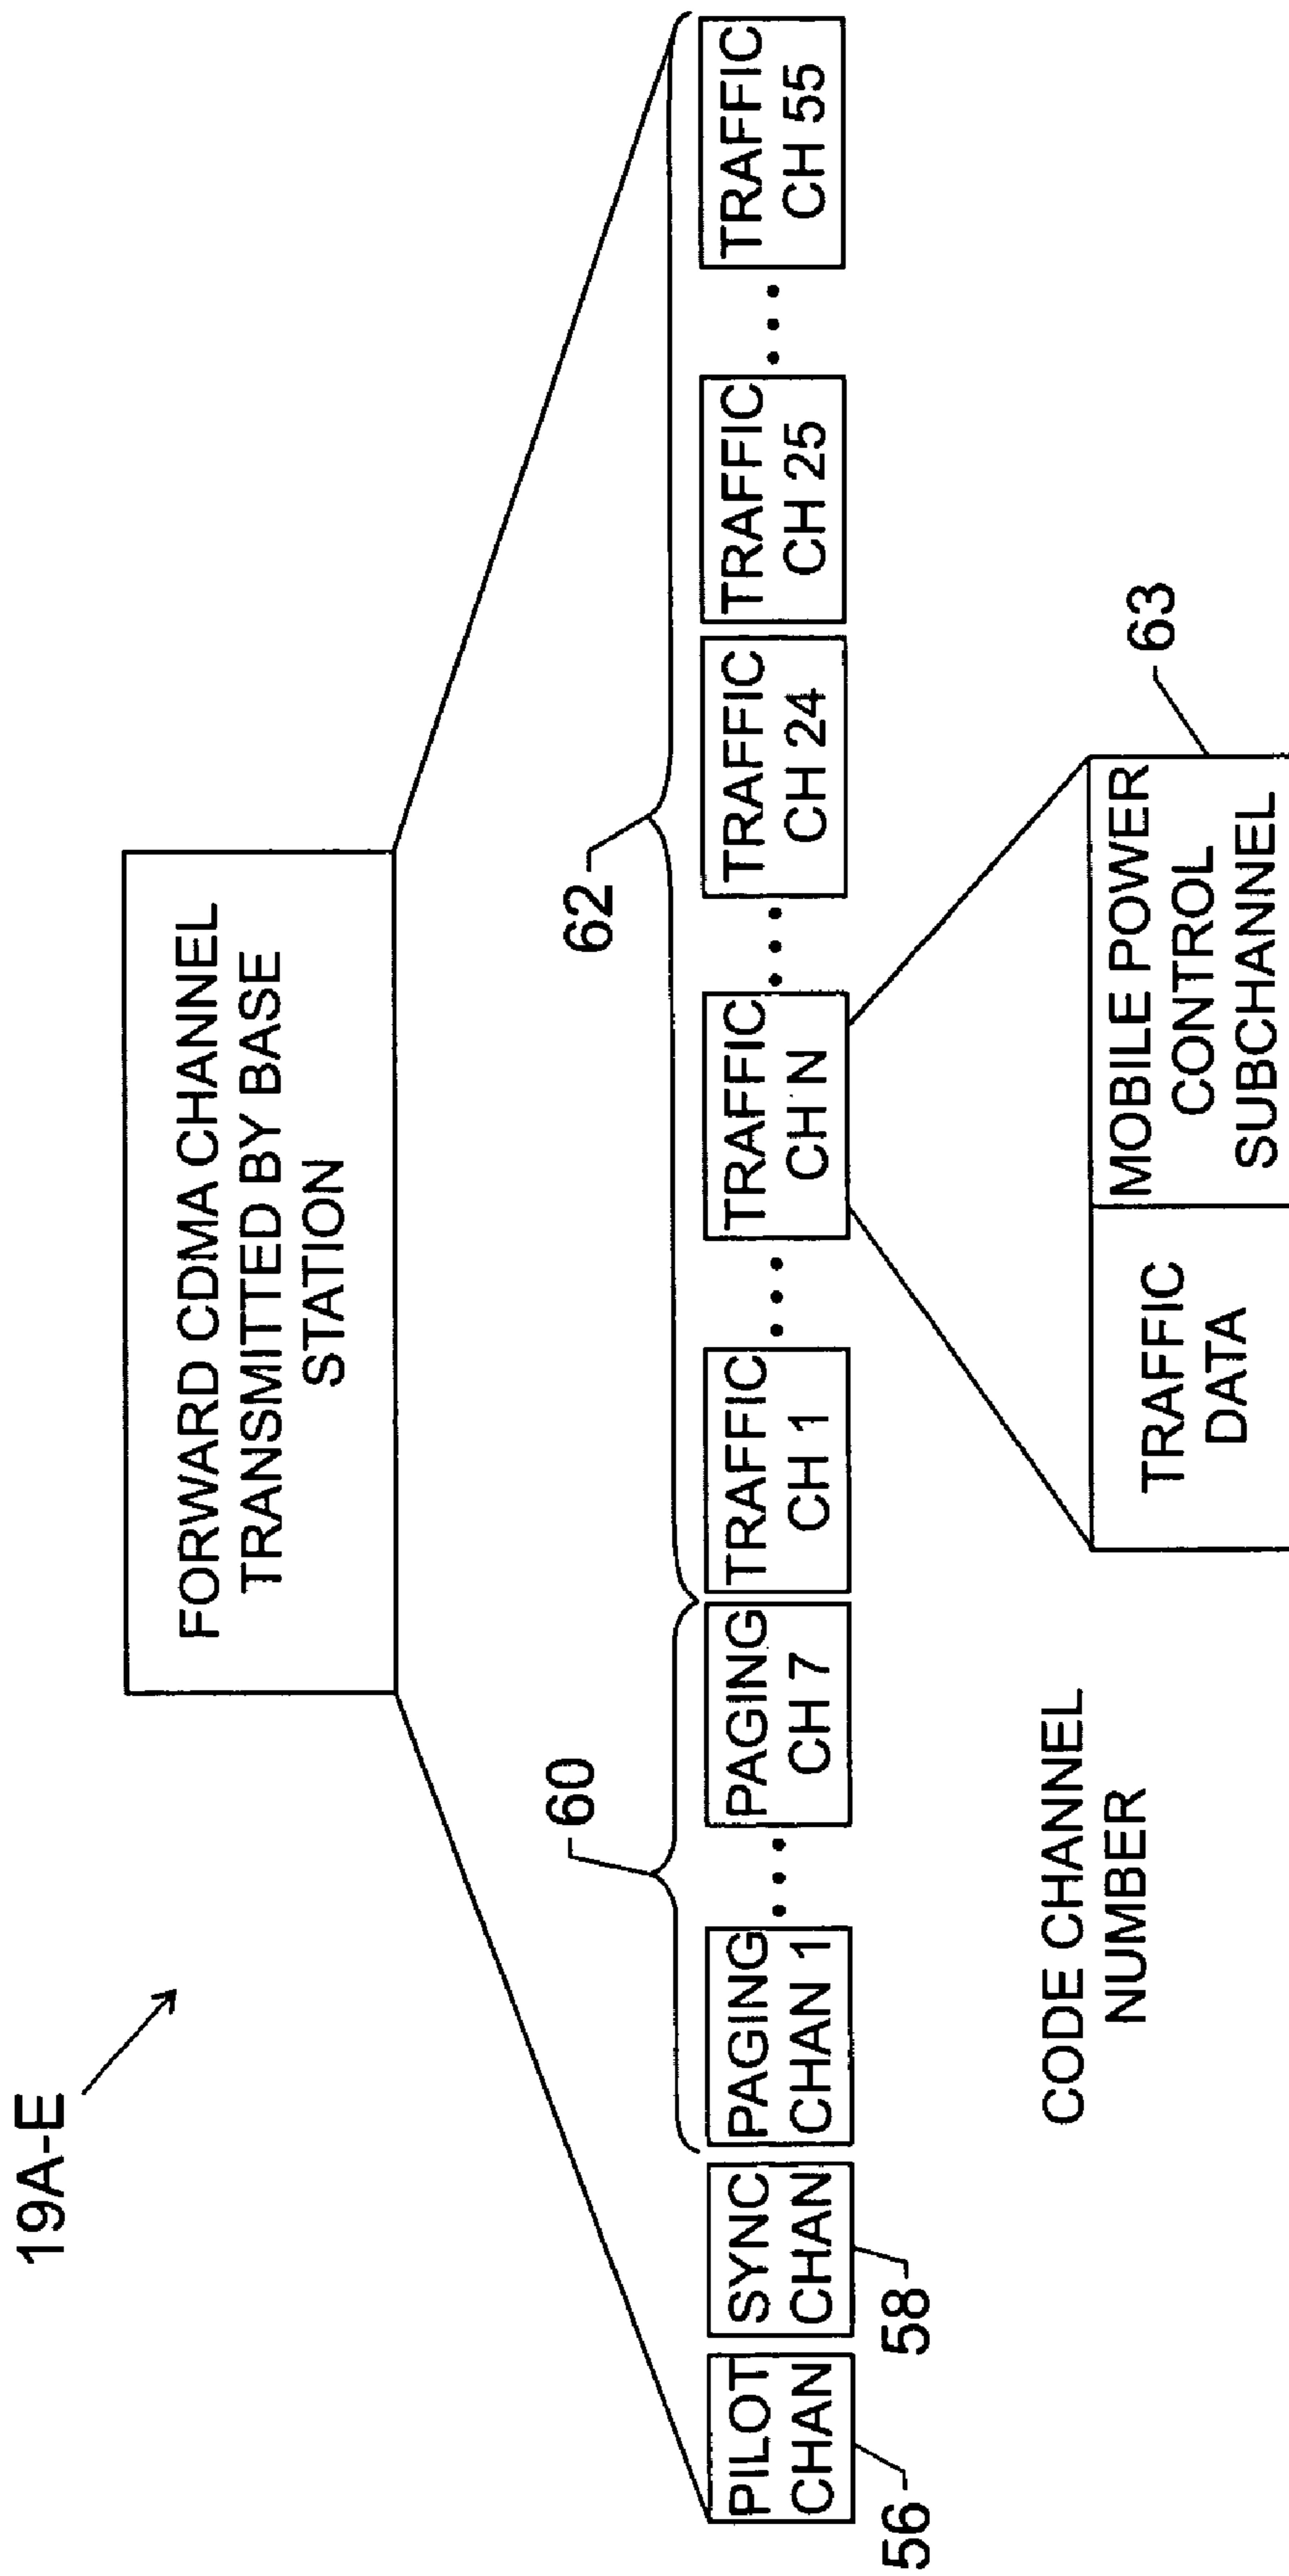 19A-E
FORWARD CDMA CHANNEL
TRANSMITTED BY BASE
STATION
60
62
PILOT
CHAN
SYNC
CHAN
PAGING
CHAN 1
PAGING
CH 7
TRAFFIC
CH 1
TRAFFIC
CH N
TRAFFIC
CH 24
TRAFFIC
CH 25
TRAFFIC
CH 55
56
58
CODE CHANNEL
NUMBER
63
TRAFFIC
DATA
MOBILE POWER
CONTROL
SUBCHANNEL